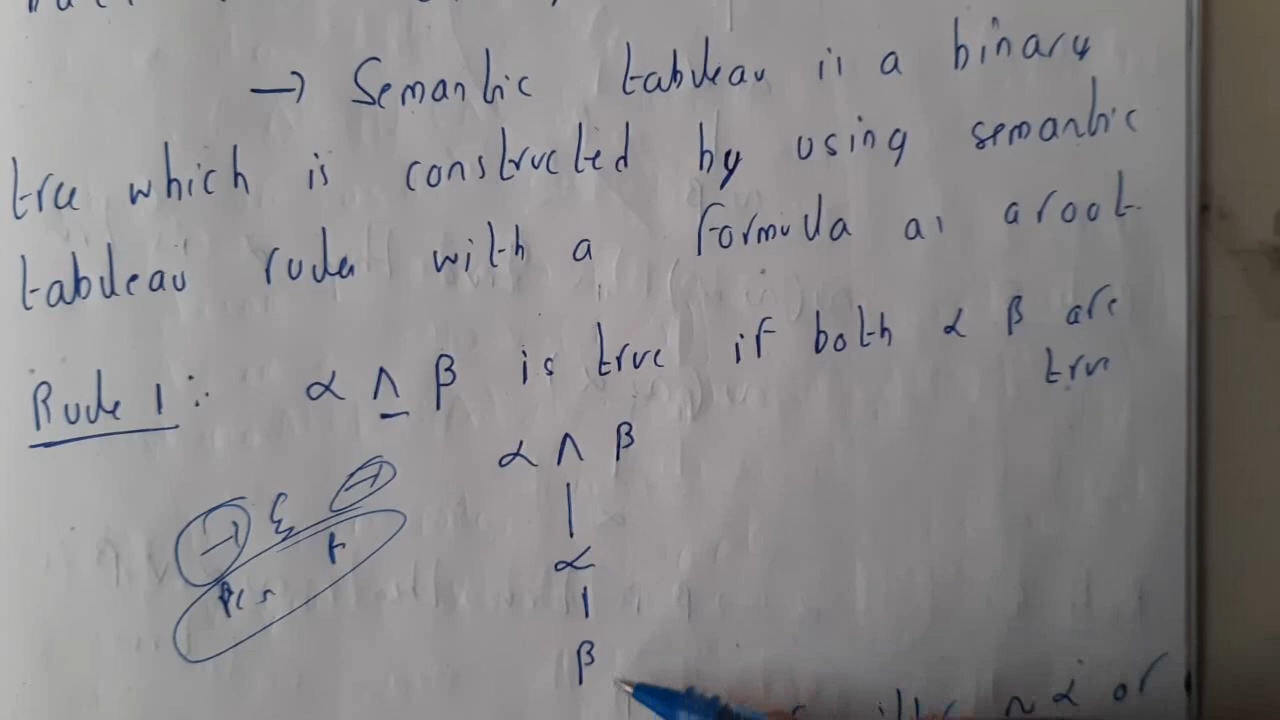 → Semantic tableau is a binary
tree which is constructed by using semantic
tableau rules with a formula as a root
Rule 1: α ∧ β is true if both α β are
true
α ∧ β
|
α
|
β
~α or